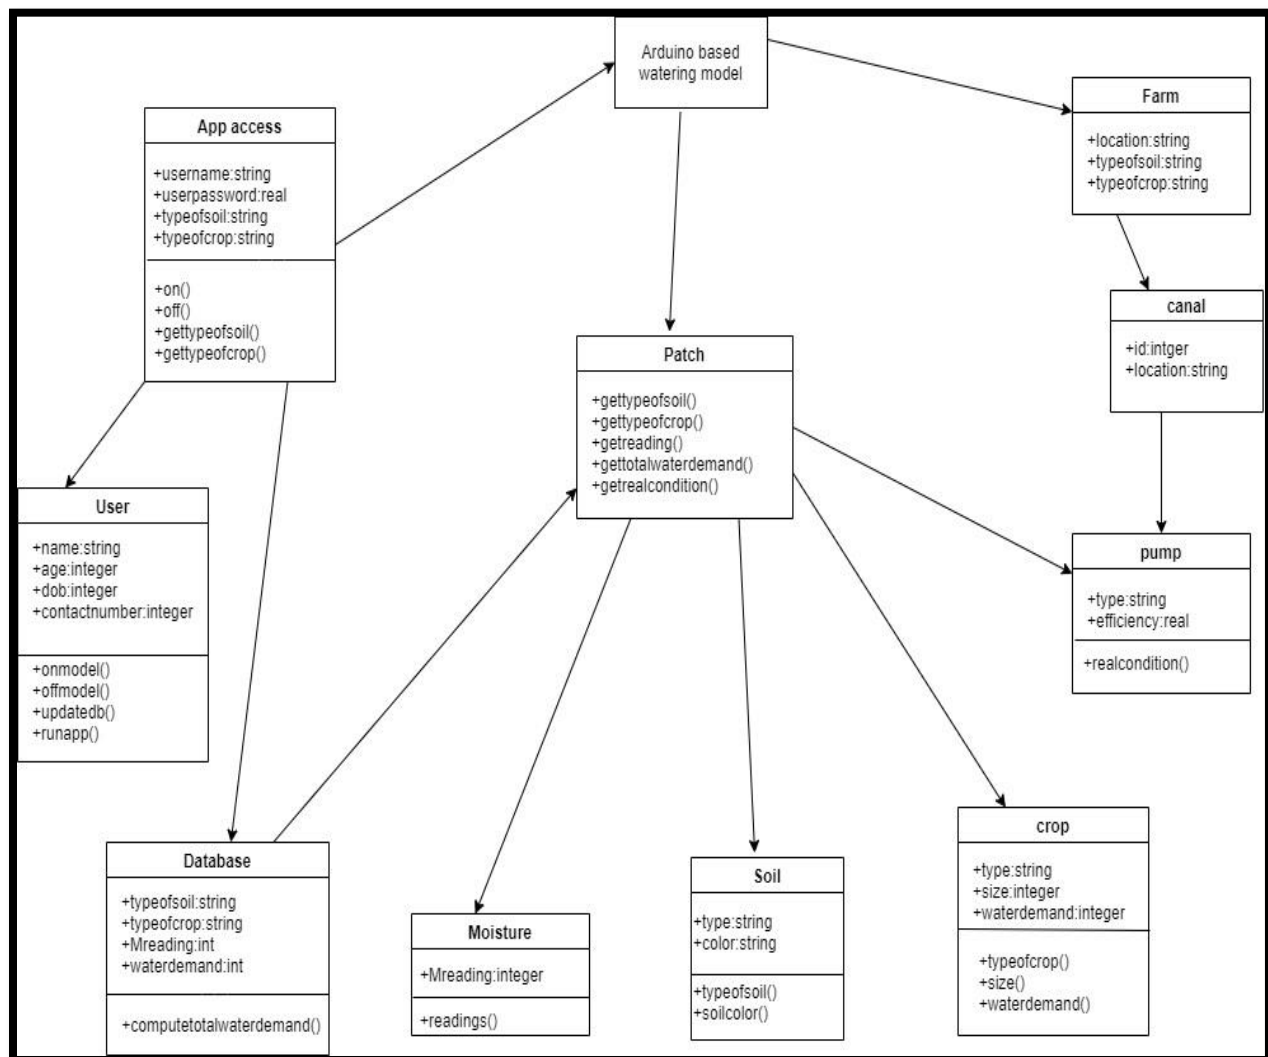 Arduino based
watering model
Farm
+location:string
+typeofsoil:string
+typeofcrop:string
App access
+username:string
+userpassword:real
+typeofsoil:string
+typeofcrop:string
+on()
+off()
+gettypeofsoil()
+gettypeofcrop()
canal
+id:intger
+location:string
Patch
+gettypeofsoil()
+gettypeofcrop()
+getreading()
+gettotalwaterdemand()
+getrealcondition()
User
+name:string
+age:integer
+dob:integer
+contactnumber:integer
+onmodel()
+offmodel()
+updatedb()
+runapp()
pump
+type:string
+efficiency:real
+realcondition()
Database
+typeofsoil:string
+typeofcrop:string
+Mreading:int
+waterdemand:int
+computetotalwaterdemand()
Moisture
+Mreading:integer
+readings()
Soil
+type:string
+color:string
+typeofsoil()
+soilcolor()
crop
+type:string
+size:integer
+waterdemand:integer
+typeofcrop()
+size()
+waterdemand()